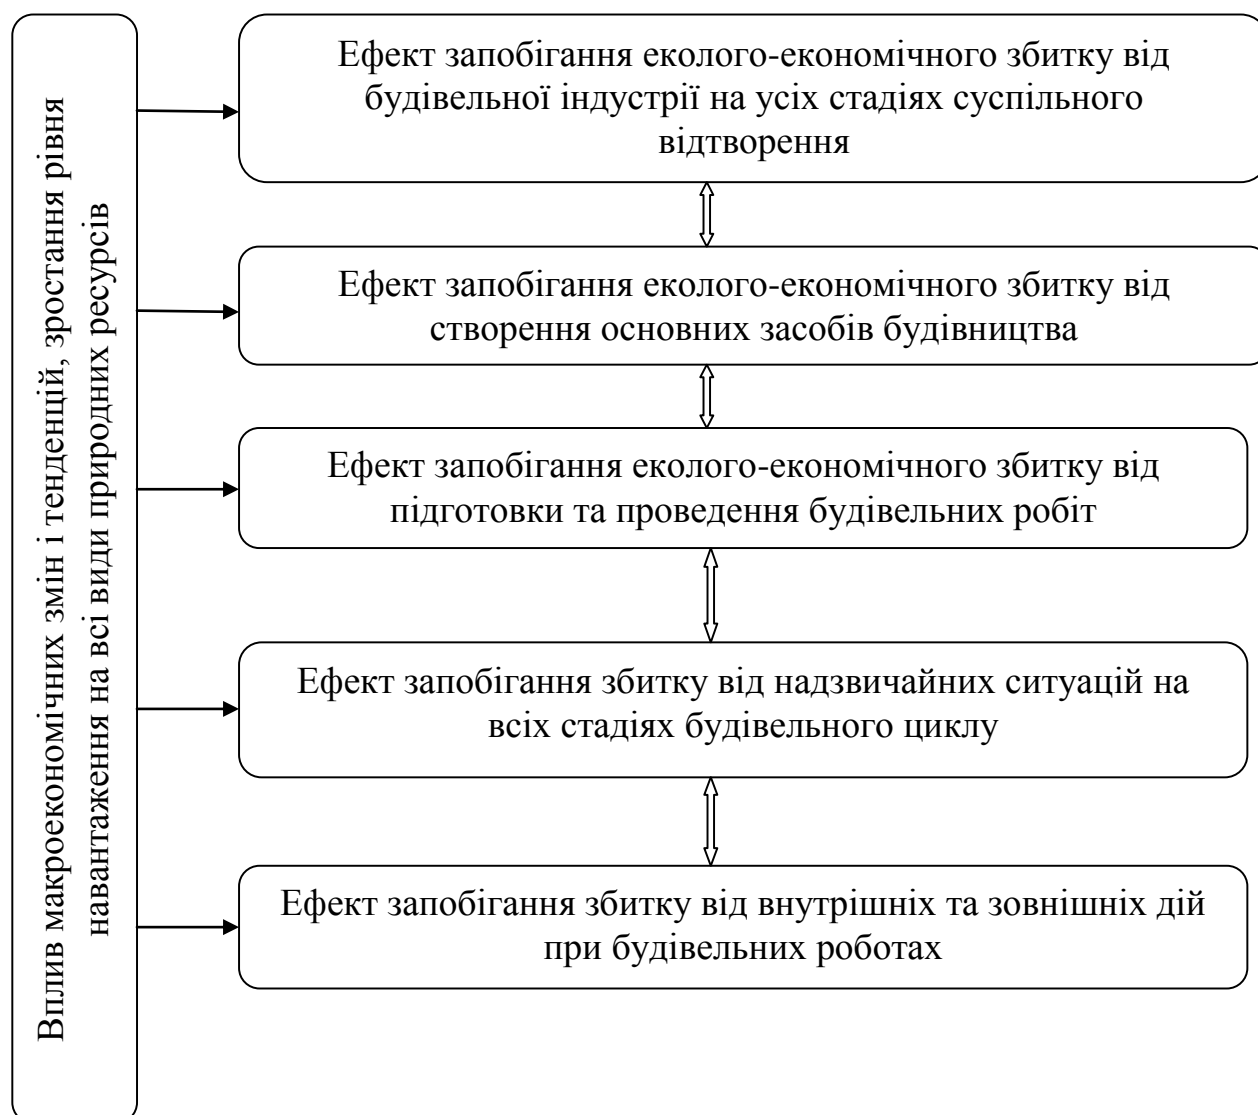 Вплив макроекономічних змін і тенденцій, зростання рівня
навантаження на всі види природних ресурсів
Ефект запобігання еколого-економічного збитку від
будівельної індустрії на усіх стадіях суспільного
відтворення
Ефект запобігання еколого-економічного збитку від
створення основних засобів будівництва
Ефект запобігання еколого-економічного збитку від
підготовки та проведення будівельних робіт
Ефект запобігання збитку від надзвичайних ситуацій на
всіх стадіях будівельного циклу
Ефект запобігання збитку від внутрішніх та зовнішніх дій
при будівельних роботах